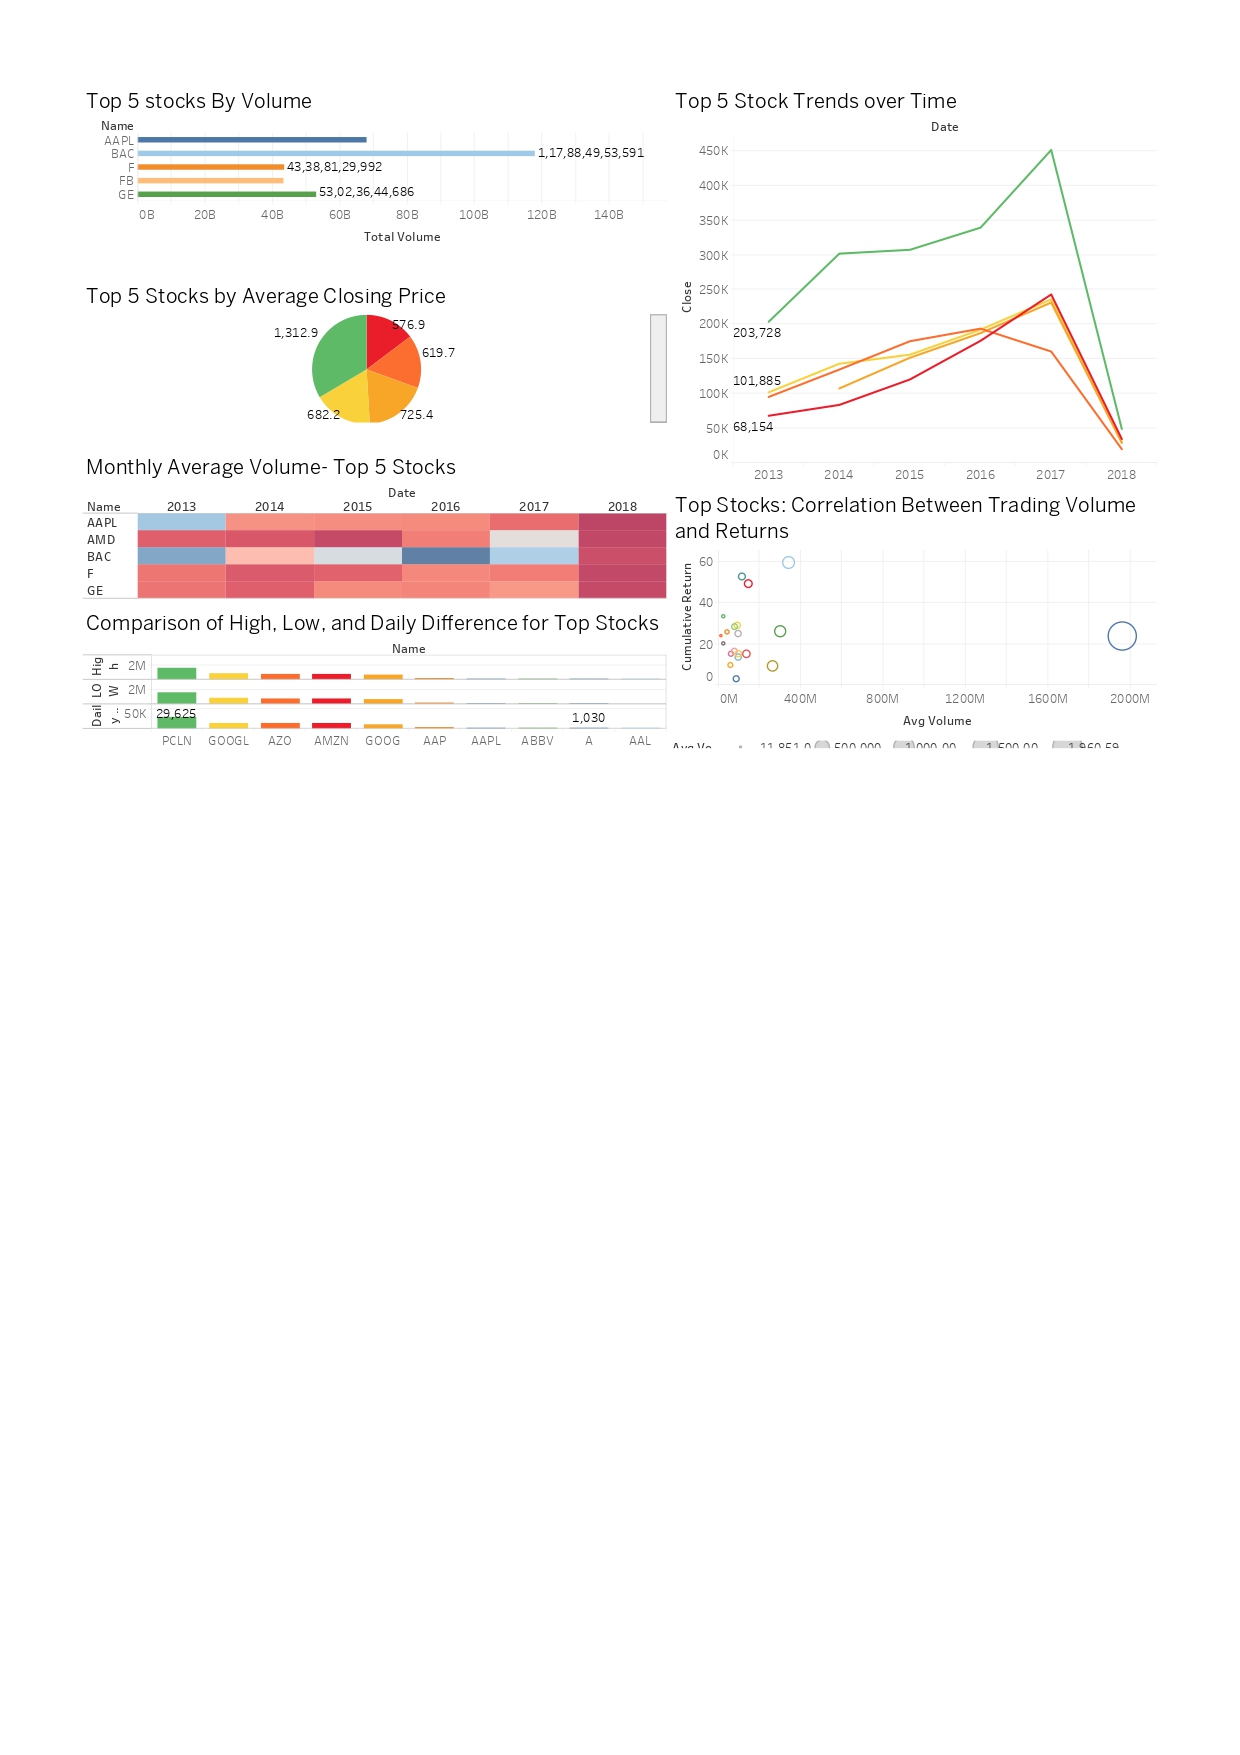 Top 5 stocks By Volume
Name
AAPL
BAC 1,17,88,49,53,591
F 43,38,81,29,992
FB
GE 53,02,36,44,686
0B 20B 40B 60B 80B 100B 120B 140B
Total Volume
Top 5 Stocks by Average Closing Price
1,312.9 576.9
619.7
682.2 725.4
Monthly Average Volume- Top 5 Stocks
Date
Name 2013 2014 2015 2016 2017 2018
AAPL
AMD
BAC
F
GE
Comparison of High, Low, and Daily Difference for Top Stocks
Name
Hig
h
2M
LO
W
2M
Dail
y ..
50K
29,625 1,030
PCLN GOOGL AZO AMZN GOOG AAP AAPL ABBV A AAL
Top 5 Stock Trends over Time
Date
450K
400K
350K
300K
250K
200K
150K
100K
50K
0K
Close
203,728
101,885
68,154
2013 2014 2015 2016 2017 2018
Top Stocks: Correlation Between Trading Volume
and Returns
60
40
20
0
Cumulative Return
0M 400M 800M 1200M 1600M 2000M
Avg Volume
Avg Vo.. 11,851.0 500,000 1,000,00 1,500,00 1,960,59